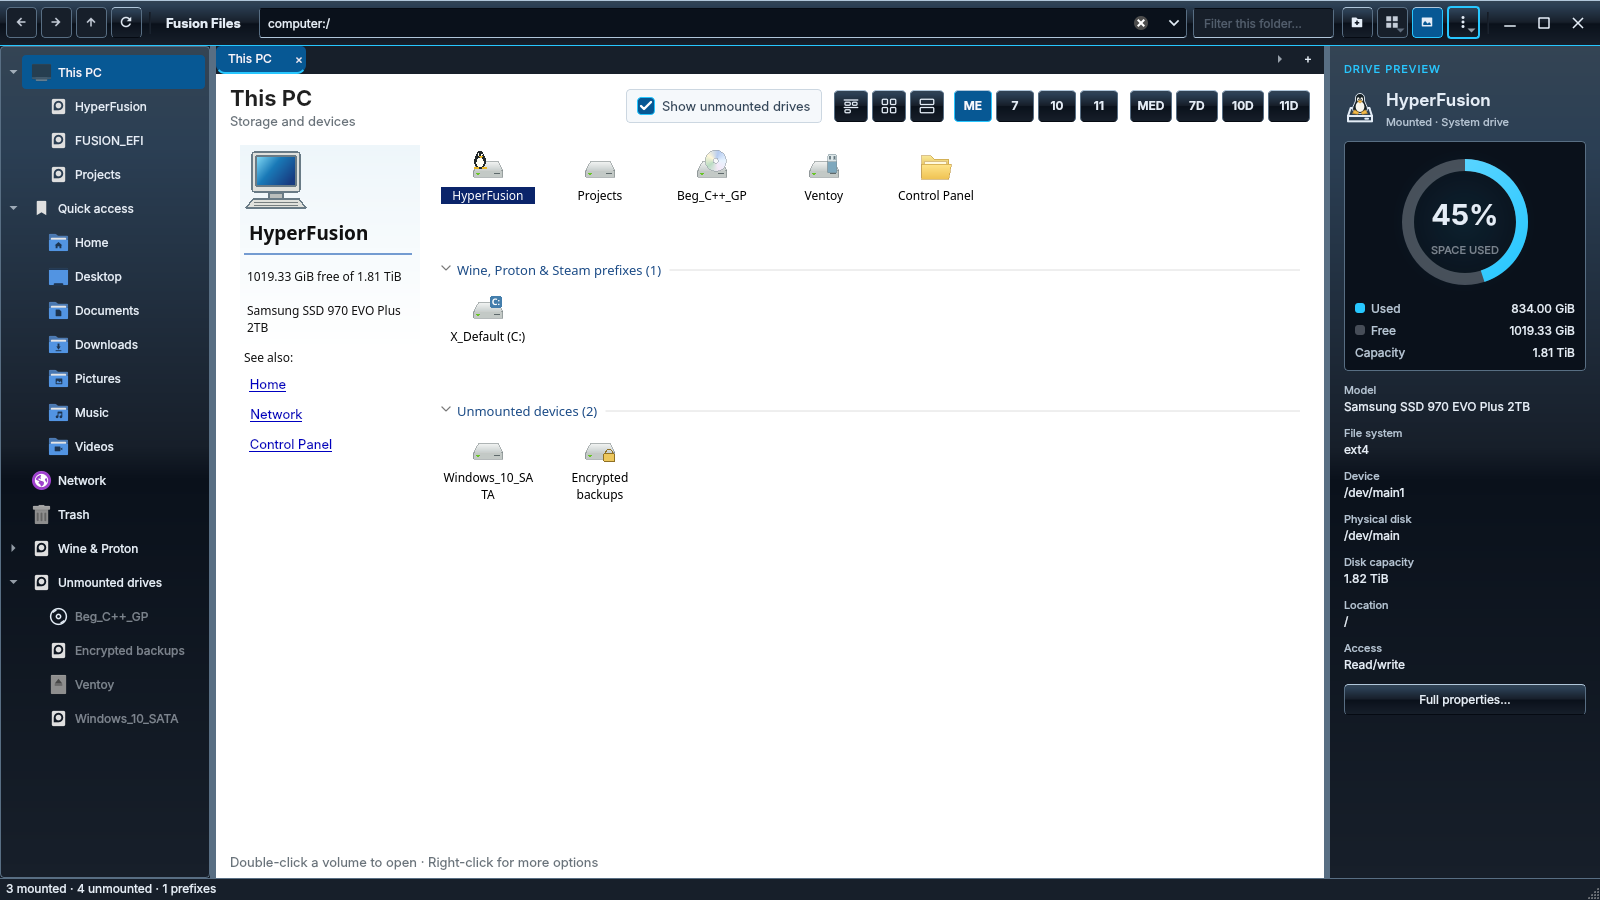 Fusion Files
computer:/
Filter this folder...
This PC
HyperFusion
FUSION_EFI
Projects
Quick access
Home
Desktop
Documents
Downloads
Pictures
Music
Videos
Network
Trash
Wine & Proton
Unmounted drives
Beg_C++_GP
Encrypted backups
Ventoy
Windows_10_SATA
This PC
This PC
Storage and devices
Show unmounted drives
ME
7
10
11
MED
7D
10D
11D
HyperFusion
1019.33 GiB free of 1.81 TiB
Samsung SSD 970 EVO Plus
2TB
See also:
Home
Network
Control Panel
HyperFusion
Projects
Beg_C++_GP
Ventoy
Control Panel
Wine, Proton & Steam prefixes (1)
C:
X_Default (C:)
Unmounted devices (2)
Windows_10_SA
TA
Encrypted
backups
Double-click a volume to open · Right-click for more options
DRIVE PREVIEW
HyperFusion
Mounted · System drive
45%
SPACE USED
Used 834.00 GiB
Free 1019.33 GiB
Capacity 1.81 TiB
Model
Samsung SSD 970 EVO Plus 2TB
File system
ext4
Device
/dev/main1
Physical disk
/dev/main
Disk capacity
1.82 TiB
Location
/
Access
Read/write
Full properties...
3 mounted · 4 unmounted · 1 prefixes